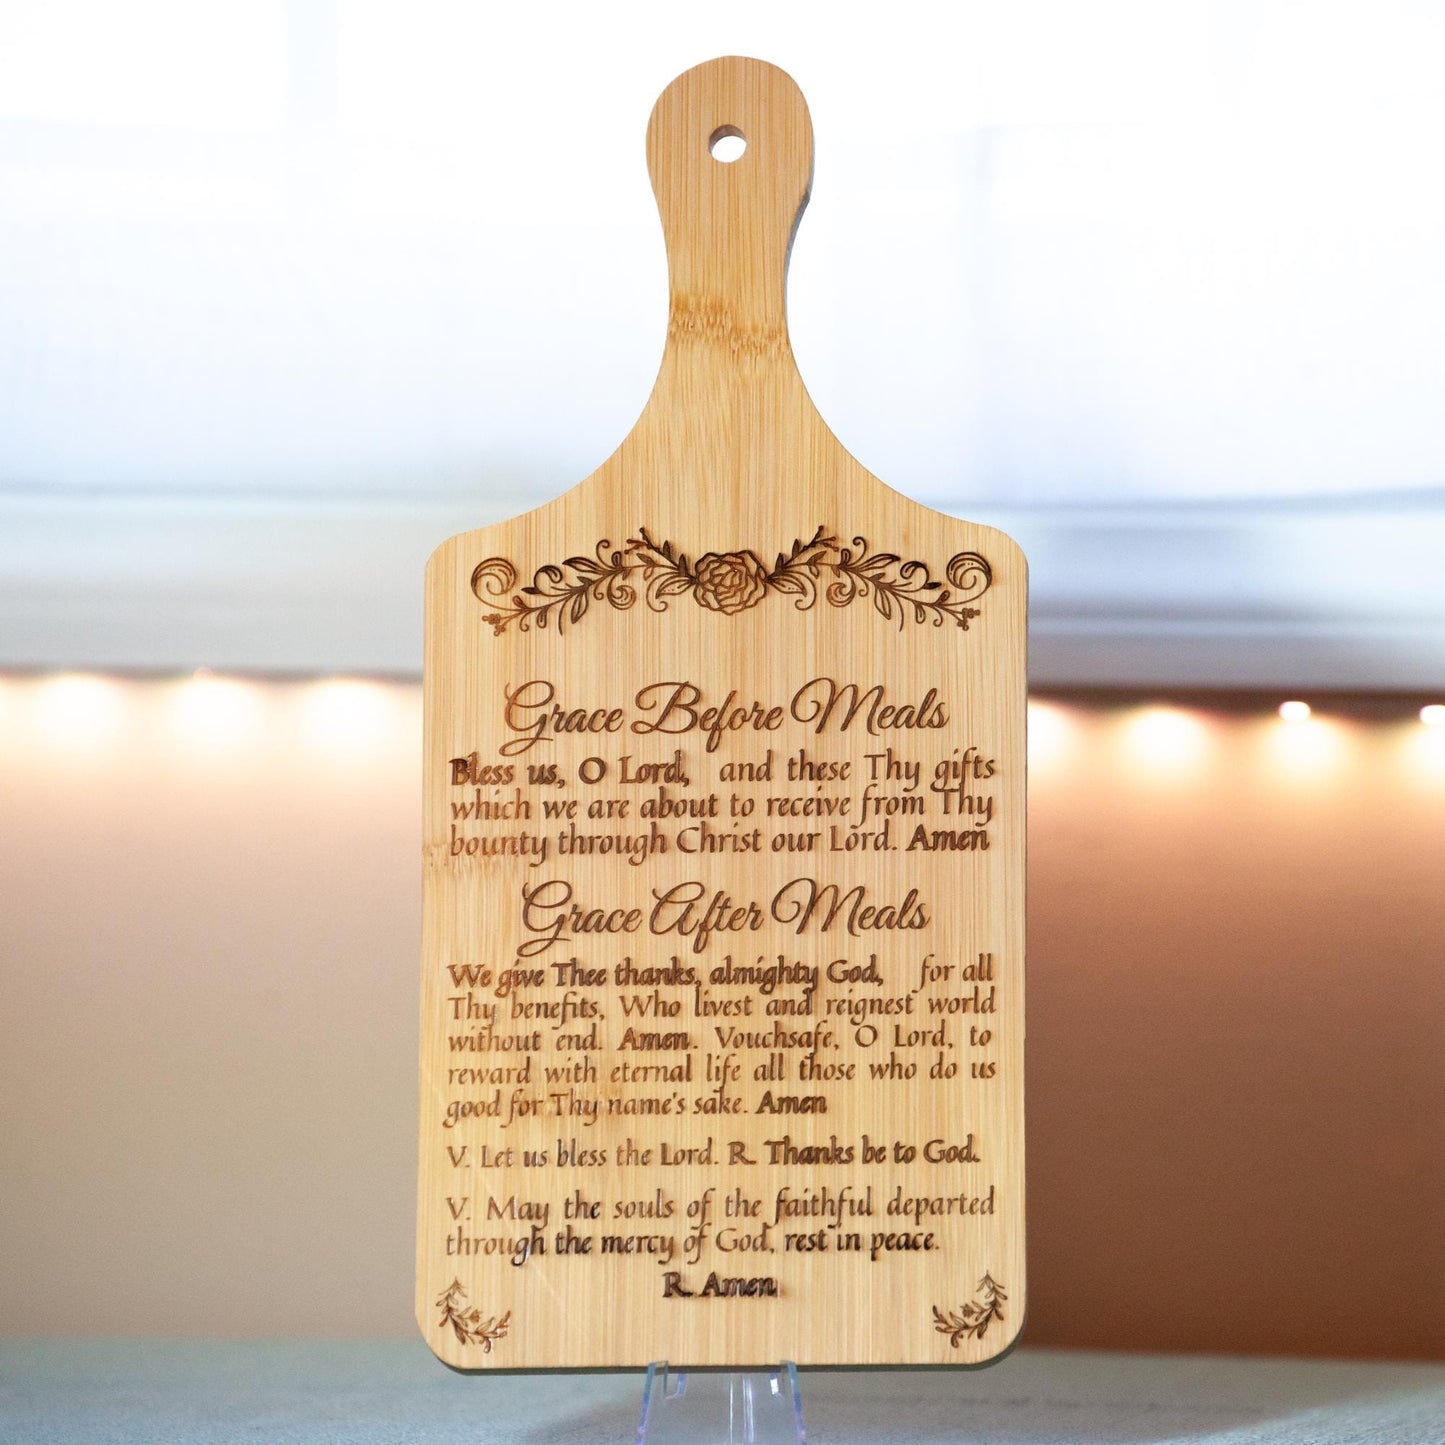 Grace Before Meals
Bless us, O Lord, and these Thy gifts
which we are about to receive from Thy
bounty through Christ our Lord. Amen
Grace After Meals
We give Thee thanks, almighty God, for all
Thy benefits, Who livest and reignest world
without end. Amen. Vouchsafe, O Lord, to
reward with eternal life all those who do us
good for Thy name's sake. Amen
V. Let us bless the Lord. R. Thanks be to God.
V. May the souls of the faithful departed
through the mercy of God, rest in peace.
R. Amen